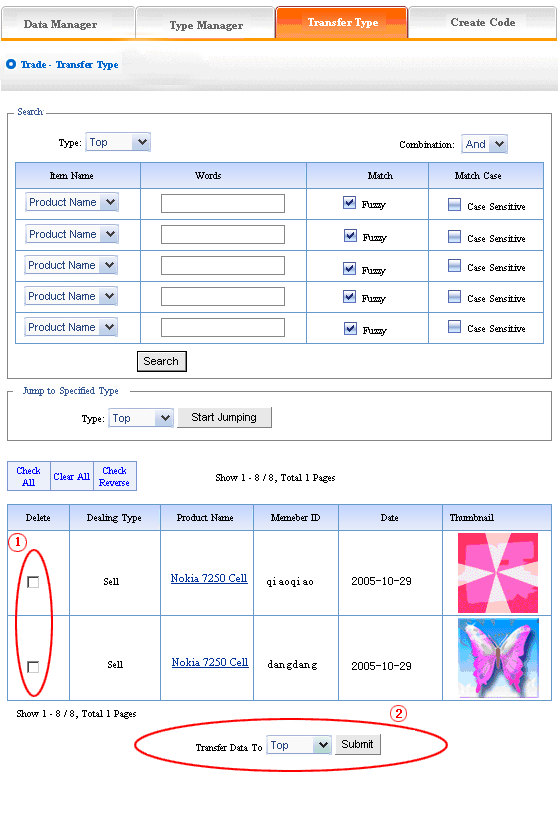 Data Manager Type Manager Transfer Type Create Code
Trade - Transfer Type
Search
Type: Top Combination: And
Item Name Words Match Match Case
Product Name Fuzzy Case Sensitive
Product Name Fuzzy Case Sensitive
Product Name Fuzzy Case Sensitive
Product Name Fuzzy Case Sensitive
Product Name Fuzzy Case Sensitive
Search
Jump to Specified Type
Type: Top Start Jumping
Check All Clear All Check Reverse
Show 1 - 8 / 8, Total 1 Pages
Delete Dealing Type Product Name Memeber ID Date Thumbnail
1
Sell Nokia 7250 Cell qiaoqiao 2005-10-29
Sell Nokia 7250 Cell dangdang 2005-10-29
Show 1 - 8 / 8, Total 1 Pages
2
Transfer Data To Top Submit